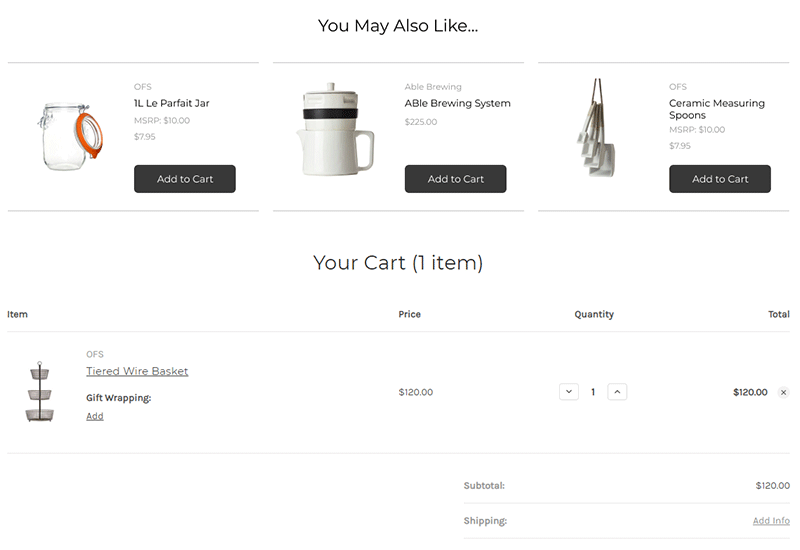 You May Also Like...
OFS
1L Le Parfait Jar
MSRP: $10.00
$7.95
Add to Cart
Able Brewing
ABle Brewing System
$225.00
Add to Cart
OFS
Ceramic Measuring
Spoons
MSRP: $10.00
$7.95
Add to Cart
Your Cart (1 item)
Item Price Quantity Total
OFS
Tiered Wire Basket
Gift Wrapping:
Add
$120.00 1 $120.00 ×
Subtotal: $120.00
Shipping: Add Info